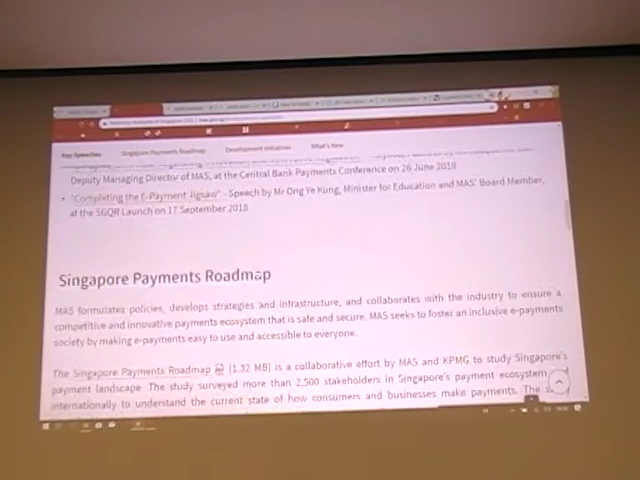 Key Speeches Singapore Payments Roadmap Development Initiatives What's New
Deputy Managing Director of MAS, at the Central Bank Payments Conference on 26 June 2018
"Completing the E-Payment Jigsaw" - Speech by Mr Ong Ye Kung, Minister for Education and MAS' Board Member,
at the SGQR Launch on 17 September 2018
Singapore Payments Roadmap
MAS formulates policies, develops strategies and infrastructure, and collaborates with the industry to ensure a
competitive and innovative payments ecosystem that is safe and secure. MAS seeks to foster an inclusive e-payments
society by making e-payments easy to use and accessible to everyone.
The Singapore Payments Roadmap (1.32 MB) is a collaborative effort by MAS and KPMG to study Singapore's
payment landscape. The study surveyed more than 2,500 stakeholders in Singapore's payment ecosystem
internationally to understand the current state of how consumers and businesses make payments. The